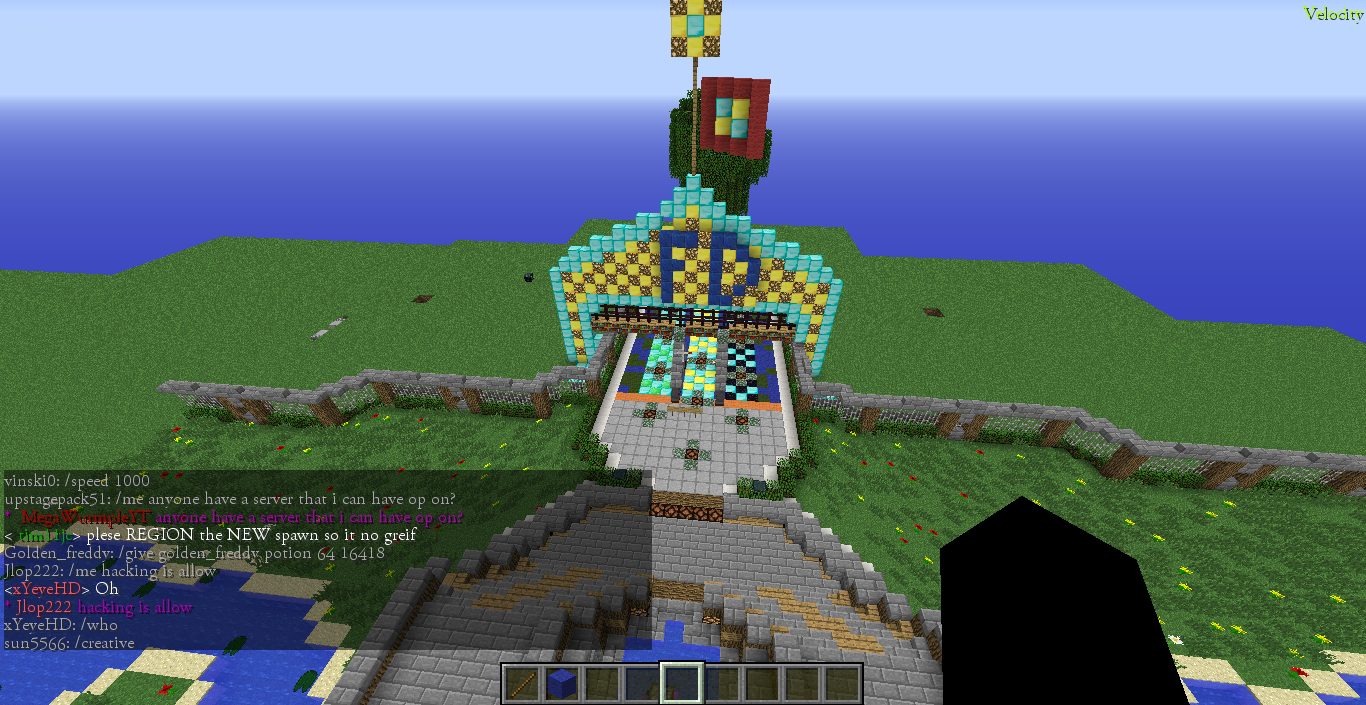 Velocity
FD
vinski0: /speed 1000
upstagepack51: /me anyone have a server that i can have op on?
* anyone have a server that i can have op on?
> plese REGION the NEW spawn so it no greif
Golden_freddy: /give golden_freddy potion 64 16418
Jlop222: /me hacking is allow
<xYeveHD> Oh
* Jlop222 hacking is allow
xYeveHD: /who
sun5566: /creative